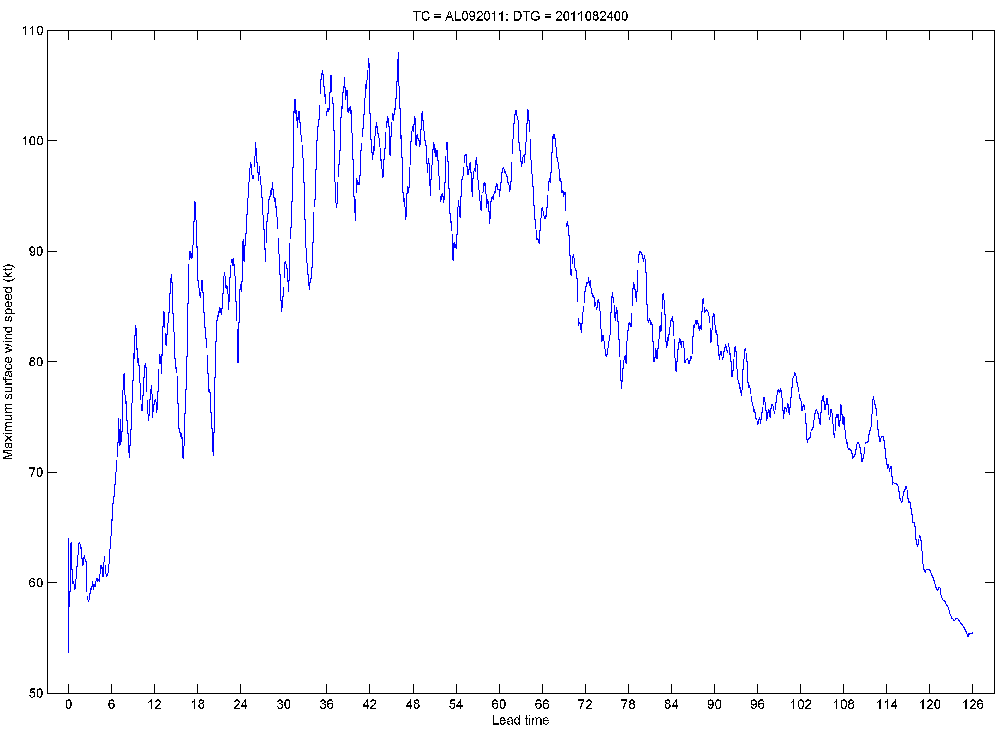 TC = AL092011; DTG = 2011082400
110
100
90
80
70
60
50
Maximum surface wind speed (kt)
0 6 12 18 24 30 36 42 48 54 60 66 72 78 84 90 96 102 108 114 120 126
Lead time